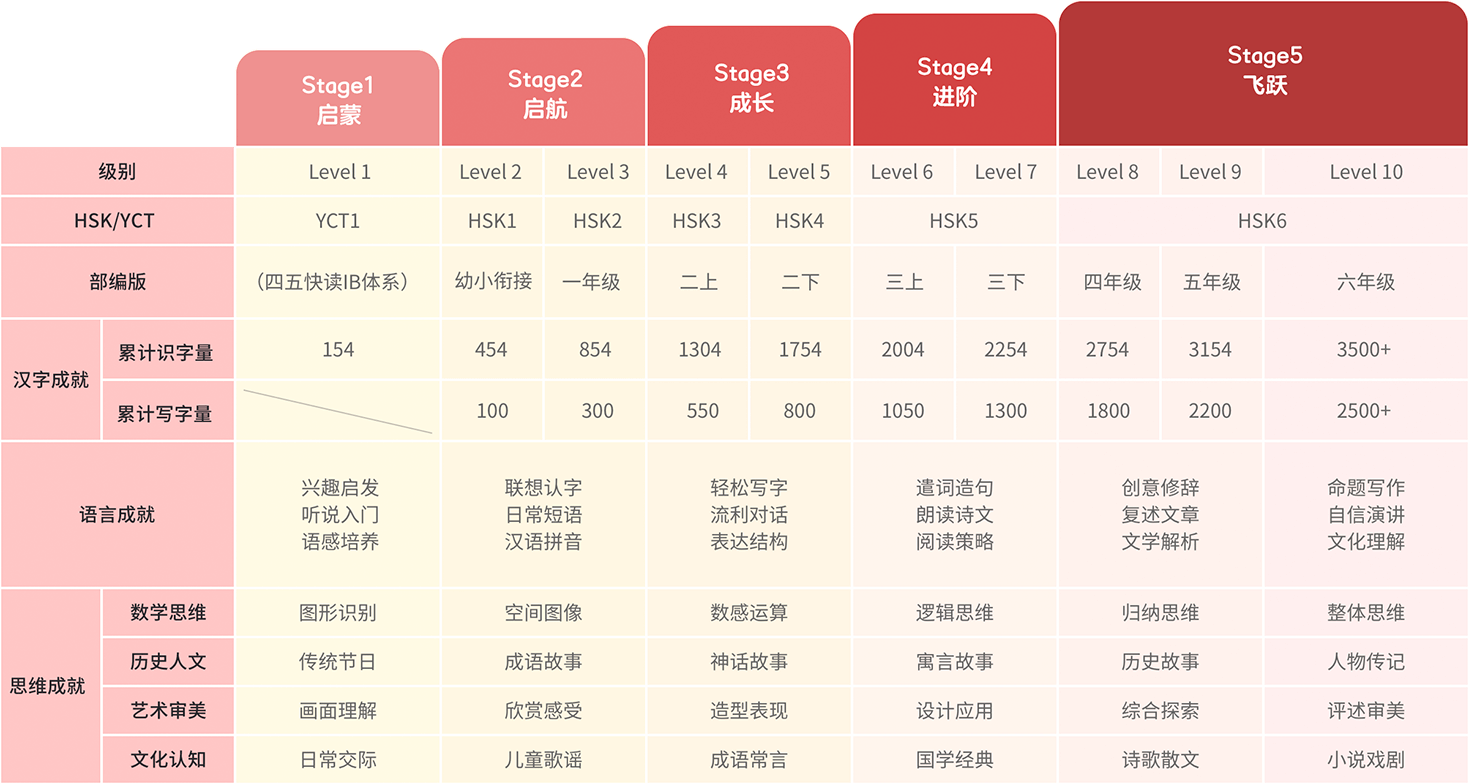 Stage1
启蒙
Stage2
启航
Stage3
成长
Stage4
进阶
Stage5
飞跃
级别 Level 1 Level 2 Level 3 Level 4 Level 5 Level 6 Level 7 Level 8 Level 9 Level 10
HSK/YCT YCT1 HSK1 HSK2 HSK3 HSK4 HSK5 HSK6
部编版 （四五快读IB体系） 幼小衔接 一年级 二上 二下 三上 三下 四年级 五年级 六年级
汉字成就
累计识字量 154 454 854 1304 1754 2004 2254 2754 3154 3500+
累计写字量 100 300 550 800 1050 1300 1800 2200 2500+
语言成就
兴趣启发 联想认字 轻松写字 遣词造句 创意修辞 命题写作
听说入门 日常短语 流利对话 朗读诗文 复述文章 自信演讲
语感培养 汉语拼音 表达结构 阅读策略 文学解析 文化理解
思维成就
数学思维 图形识别 空间图像 数感运算 逻辑思维 归纳思维 整体思维
历史人文 传统节日 成语故事 神话故事 寓言故事 历史故事 人物传记
艺术审美 画面理解 欣赏感受 造型表现 设计应用 综合探索 评述审美
文化认知 日常交际 儿童歌谣 成语常言 国学经典 诗歌散文 小说戏剧